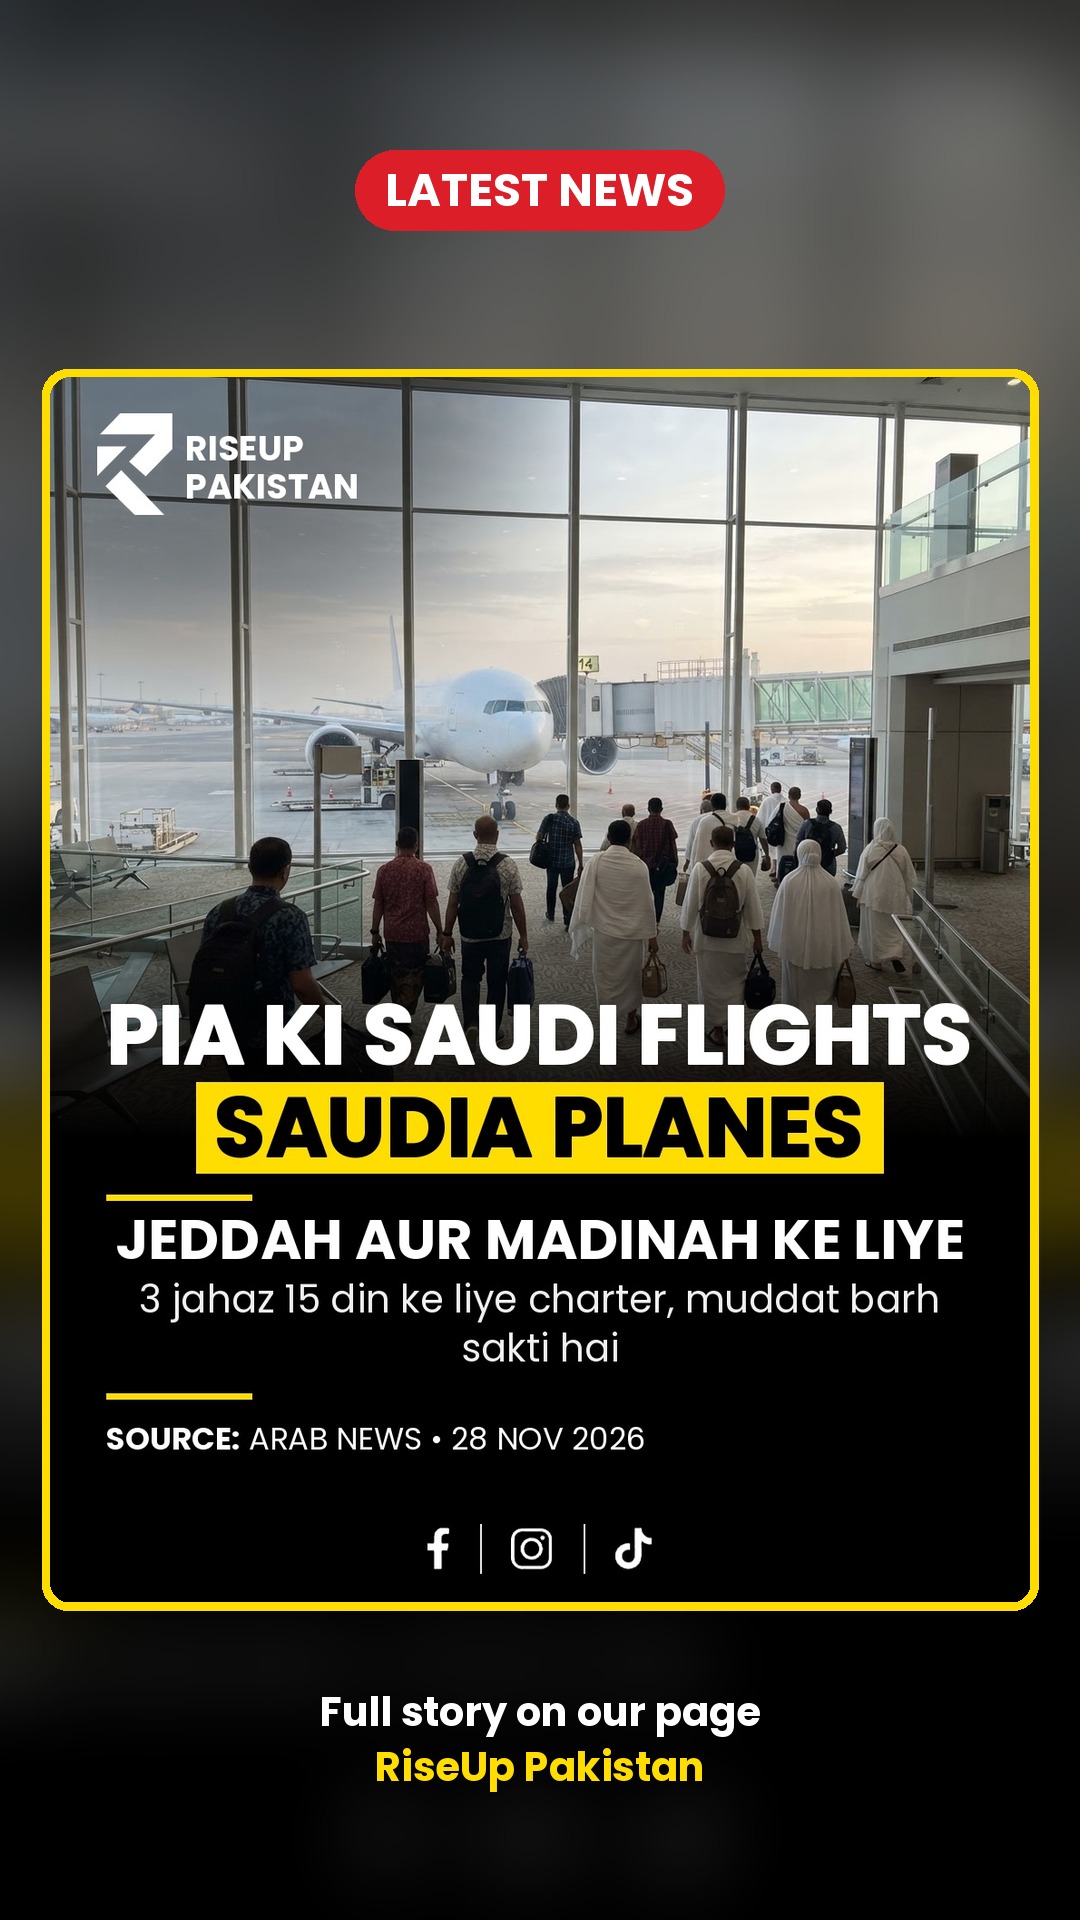 LATEST NEWS
RISEUP
PAKISTAN
14
PIA KI SAUDI FLIGHTS
SAUDIA PLANES
JEDDAH AUR MADINAH KE LIYE
3 jahaz 15 din ke liye charter, muddat barh
sakti hai
SOURCE: ARAB NEWS • 28 NOV 2026
Full story on our page
RiseUp Pakistan